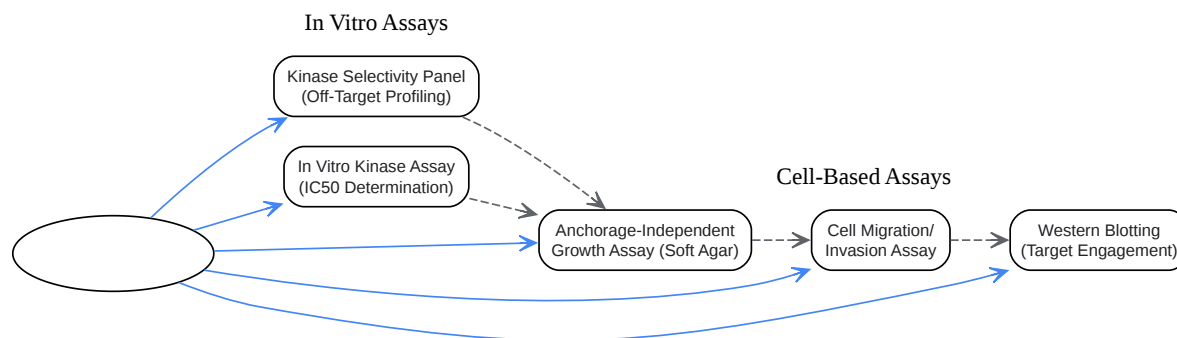 In Vitro Assays
Kinase Selectivity Panel
(Off-Target Profiling)
In Vitro Kinase Assay
(IC50 Determination)
Cell-Based Assays
Anchorage-Independent
Growth Assay (Soft Agar)
Cell Migration/
Invasion Assay
Western Blotting
(Target Engagement)